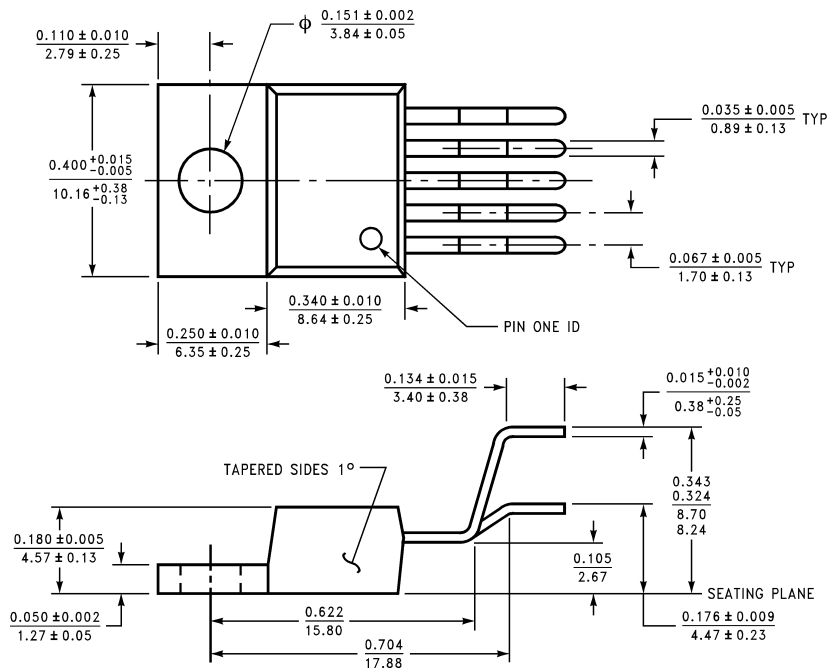 0.110 ± 0.010
2.79 ± 0.25
ϕ 0.151 ± 0.002
3.84 ± 0.05
0.035 ± 0.005
0.89 ± 0.13 TYP
0.400 +0.015 -0.005
10.16 +0.38 -0.13
0.067 ± 0.005
1.70 ± 0.13 TYP
0.340 ± 0.010
8.64 ± 0.25
0.250 ± 0.010
6.35 ± 0.25
PIN ONE ID
0.134 ± 0.015
3.40 ± 0.38
0.015 +0.010 -0.002
0.38 +0.25 -0.05
TAPERED SIDES 1°
0.343
0.324
8.70
8.24
0.180 ± 0.005
4.57 ± 0.13
0.105
2.67
SEATING PLANE
0.050 ± 0.002
1.27 ± 0.05
0.622
15.80
0.176 ± 0.009
4.47 ± 0.23
0.704
17.88